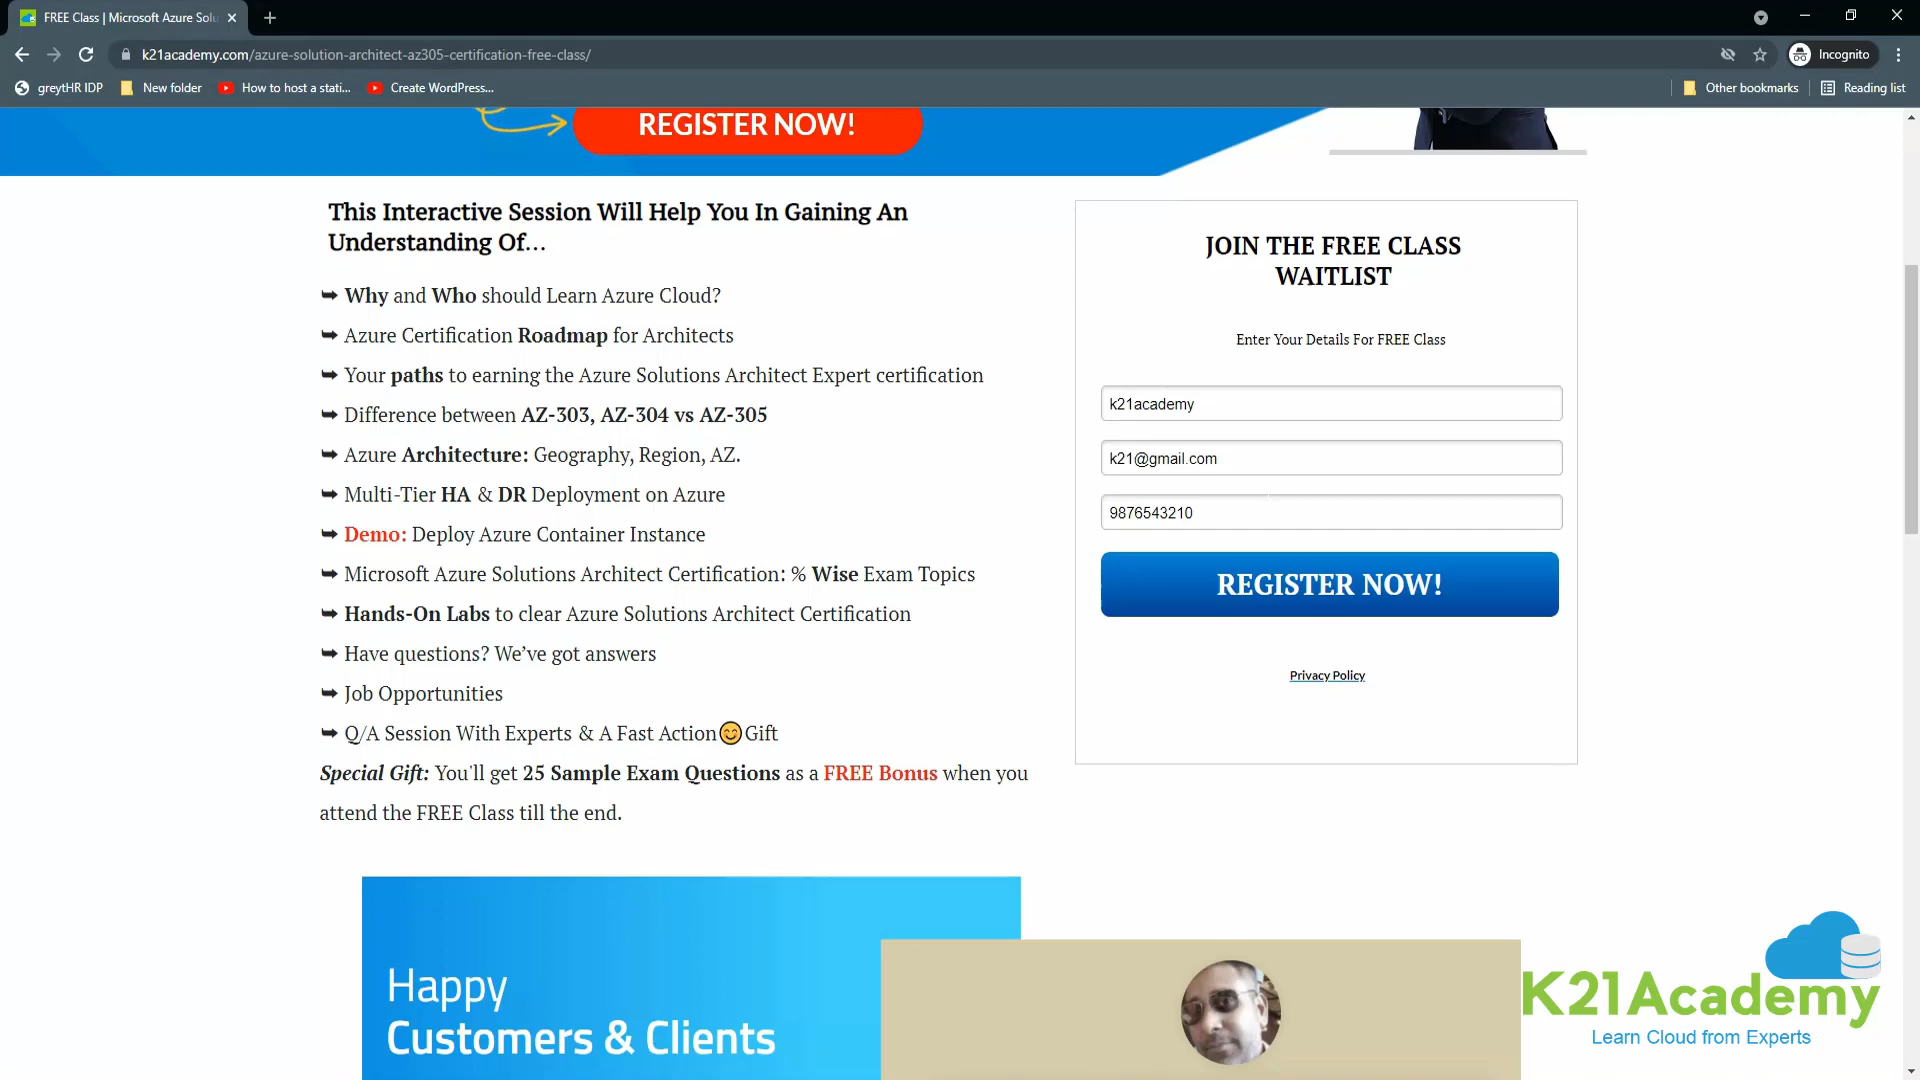 FREE Class | Microsoft Azure Solu
k21academy.com/azure-solution-architect-az305-certification-free-class/
Incognito
greytHR IDP
New folder
How to host a stati...
Create WordPress...
Other bookmarks
Reading list
REGISTER NOW!
This Interactive Session Will Help You In Gaining An
Understanding Of…
➥ Why and Who should Learn Azure Cloud?
➥ Azure Certification Roadmap for Architects
➥ Your paths to earning the Azure Solutions Architect Expert certification
➥ Difference between AZ-303, AZ-304 vs AZ-305
➥ Azure Architecture: Geography, Region, AZ.
➥ Multi-Tier HA & DR Deployment on Azure
➥ Demo: Deploy Azure Container Instance
➥ Microsoft Azure Solutions Architect Certification: % Wise Exam Topics
➥ Hands-On Labs to clear Azure Solutions Architect Certification
➥ Have questions? We’ve got answers
➥ Job Opportunities
➥ Q/A Session With Experts & A Fast Action😊Gift
Special Gift: You'll get 25 Sample Exam Questions as a FREE Bonus when you
attend the FREE Class till the end.
JOIN THE FREE CLASS
WAITLIST
Enter Your Details For FREE Class
k21academy
k21@gmail.com
9876543210
REGISTER NOW!
Privacy Policy
Happy
Customers & Clients
K21Academy
Learn Cloud from Experts